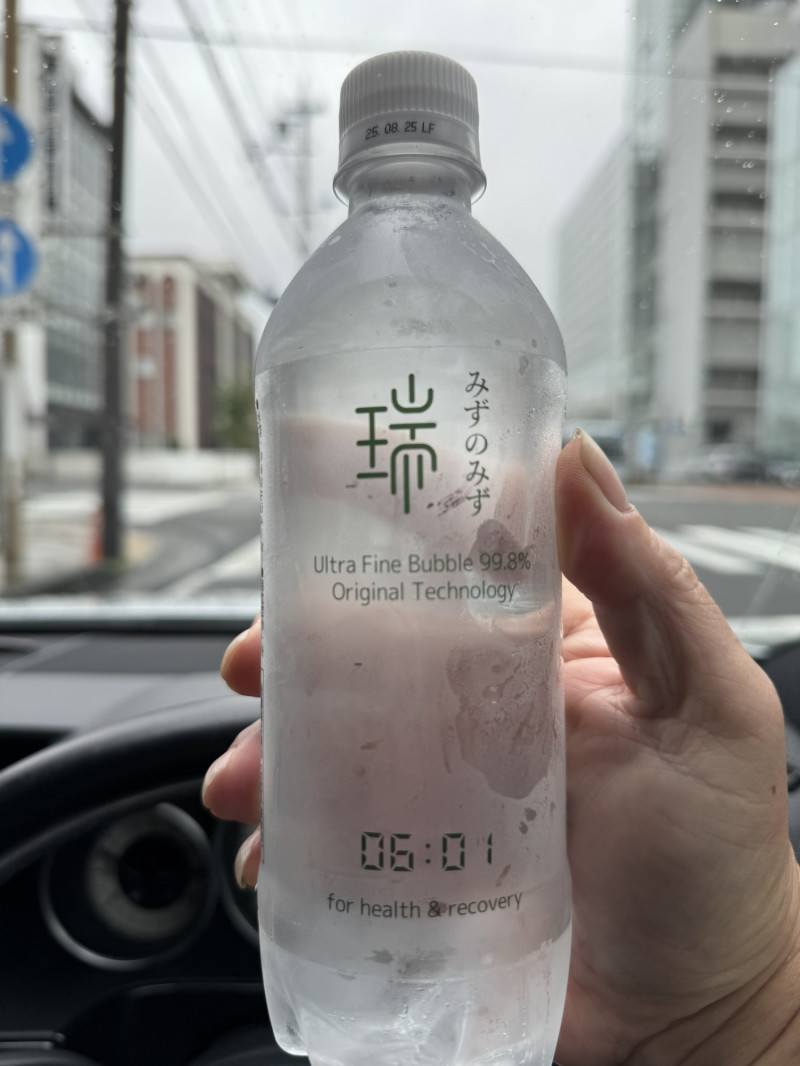 25.08.25 LF
瑞
みずのみず
Ultra Fine Bubble 99.8%
Original Technology
06:01
for health & recovery